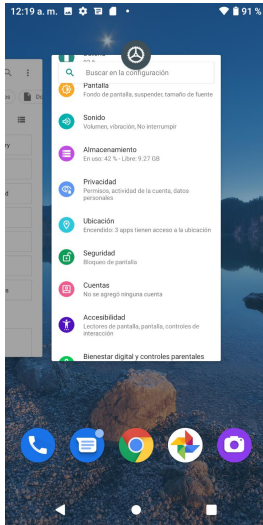 12:19 a. m.
91 %
Buscar en la configuración
Pantalla
Fondo de pantalla, suspender, tamaño de fuente
Sonido
Volumen, vibración, No interrumpir
Almacenamiento
En uso: 42 % - Libre: 9.27 GB
Privacidad
Permisos, actividad de la cuenta, datos
personales
Ubicación
Encendido: 3 apps tienen acceso a la ubicación
Seguridad
Bloqueo de pantalla
Cuentas
No se agregó ninguna cuenta
Accesibilidad
Lectores de pantalla, pantalla, controles de
interacción
Bienestar digital y controles parentales